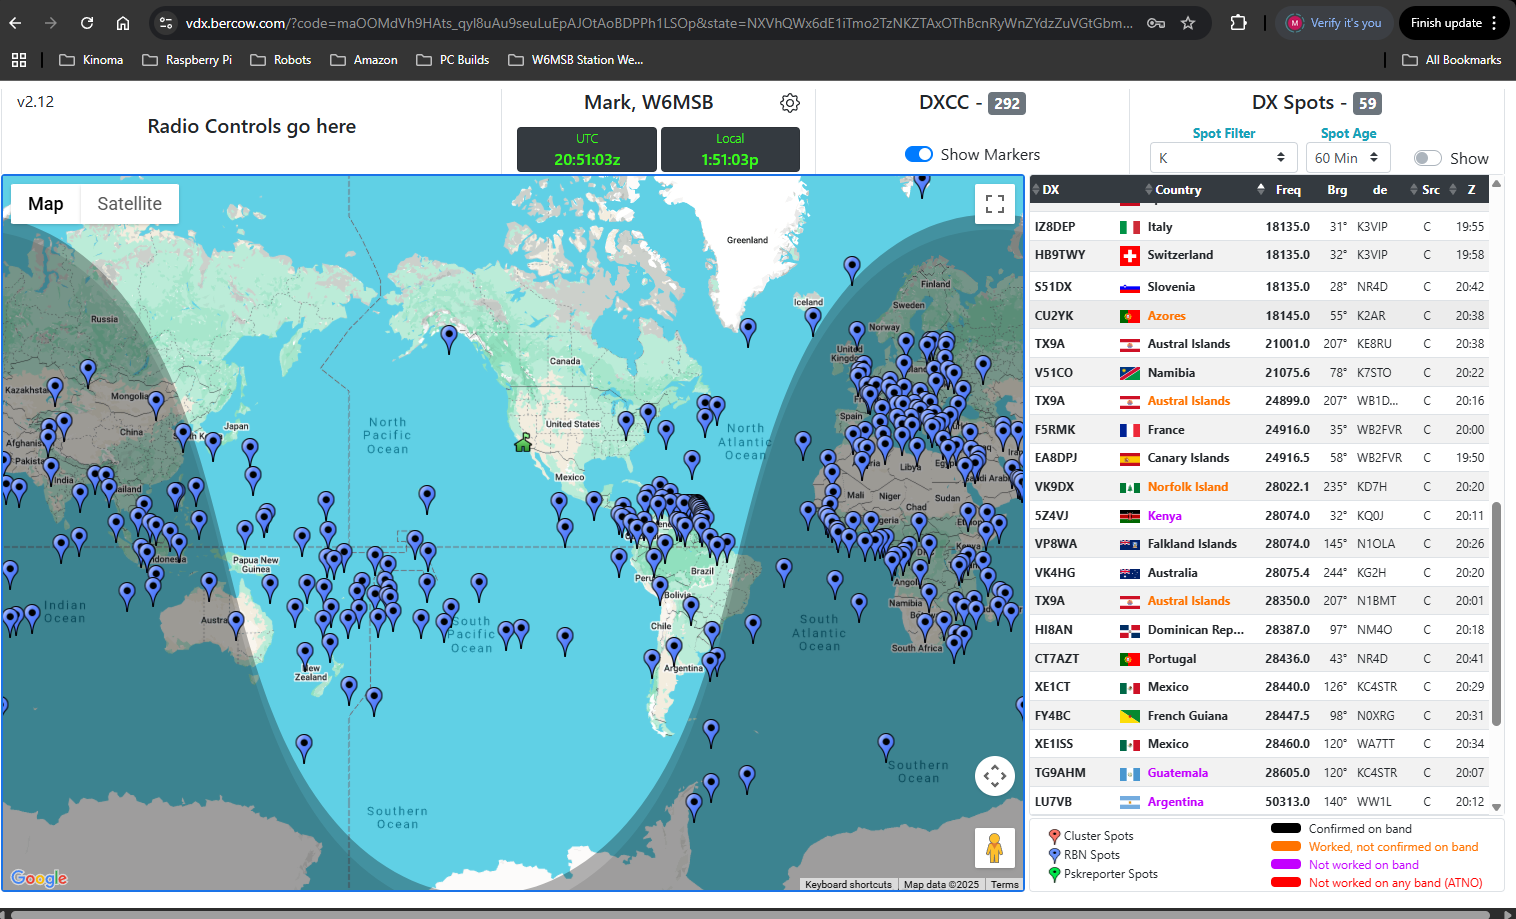 vdx.bercow.com/?code=maOOMdVh9HAts_qyl8uAu9seuLuEpAJOtAoBDPPh1LSOp&state=NXVhQWx6dE1iTmo2TzNKZTAxOThBcnRyWnZYdzZuVGtGbm...
M
Verify it's you
Finish update
Kinoma
Raspberry Pi
Robots
Amazon
PC Builds
W6MSB Station We...
All Bookmarks
v2.12
Radio Controls go here
Mark, W6MSB
UTC
20:51:03z
Local
1:51:03p
DXCC - 292
Show Markers
DX Spots - 59
Spot Filter
Spot Age
K
60 Min
Show
Map
Satellite
Greenland
Iceland
Finland
Sweden
Norway
Russia
United Kingdom
Canada
Kazakhstan
Mongolia
Spain
North Pacific Ocean
United States
North Atlantic Ocean
Japan
China
Libya
Mexico
India
Thailand
Saudi Arabia
Mali
Niger
Sudan
Chad
Indonesia
Papua New Guinea
Peru
Brazil
Bolivia
Angola
Namibia
Indian Ocean
South Pacific Ocean
South Atlantic Ocean
Chile
South Africa
Argentina
New Zealand
Southern Ocean
Southern Ocean
Google
Keyboard shortcuts
Map data ©2025
Terms
DX Country Freq Brg de Src Z
IZ8DEP Italy 18135.0 31° K3VIP C 19:55
HB9TWY Switzerland 18135.0 32° K3VIP C 19:58
S51DX Slovenia 18135.0 28° NR4D C 20:42
CU2YK Azores 18145.0 55° K2AR C 20:38
TX9A Austral Islands 21001.0 207° KE8RU C 20:38
V51CO Namibia 21075.6 78° K7STO C 20:22
TX9A Austral Islands 24899.0 207° WB1D... C 20:16
F5RMK France 24916.0 35° WB2FVR C 20:00
EA8DPJ Canary Islands 24916.5 58° WB2FVR C 19:50
VK9DX Norfolk Island 28022.1 235° KD7H C 20:20
5Z4VJ Kenya 28074.0 32° KQ0J C 20:11
VP8WA Falkland Islands 28074.0 145° N1OLA C 20:26
VK4HG Australia 28075.4 244° KG2H C 20:20
TX9A Austral Islands 28350.0 207° N1BMT C 20:01
HI8AN Dominican Rep... 28387.0 97° NM4O C 20:18
CT7AZT Portugal 28436.0 43° NR4D C 20:41
XE1CT Mexico 28440.0 126° KC4STR C 20:29
FY4BC French Guiana 28447.5 98° N0XRG C 20:31
XE1ISS Mexico 28460.0 120° WA7TT C 20:34
TG9AHM Guatemala 28605.0 120° KC4STR C 20:07
LU7VB Argentina 50313.0 140° WW1L C 20:12
Cluster Spots
RBN Spots
Pskreporter Spots
Confirmed on band
Worked, not confirmed on band
Not worked on band
Not worked on any band (ATNO)